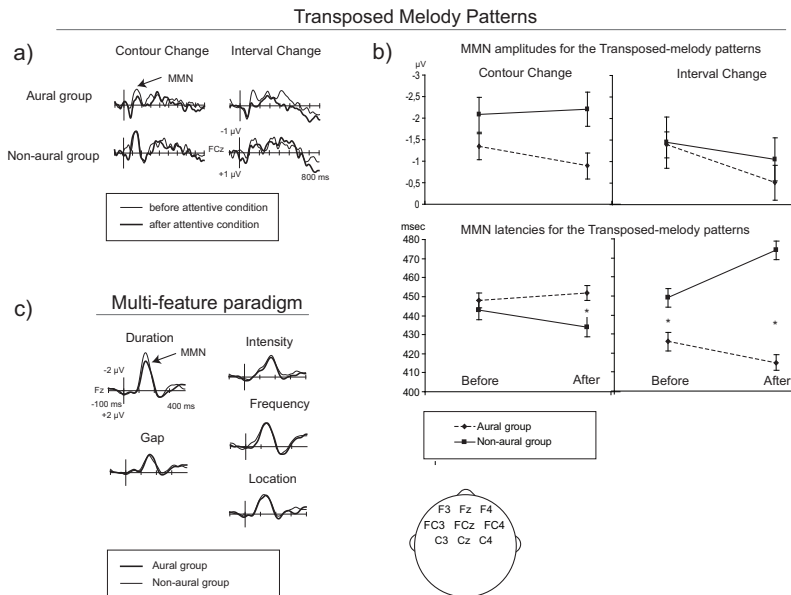 Transposed Melody Patterns
a)
Contour Change
Interval Change
MMN
Aural group
-1 µV
Non-aural group
FCz
+1 µV
800 ms
before attentive condition
after attentive condition
b)
MMN amplitudes for the Transposed-melody patterns
µV
Contour Change
Interval Change
-3
-2,5
-2
-1,5
-1
-0,5
0
msec
MMN latencies for the Transposed-melody patterns
480
470
460
450
440
430
420
410
400
*
*
*
Before
After
Before
After
Aural group
Non-aural group
F3 Fz F4
FC3 FCz FC4
C3 Cz C4
c)
Multi-feature paradigm
Duration
MMN
-2 µV
Fz
-100 ms
400 ms
+2 µV
Intensity
Frequency
Gap
Location
Aural group
Non-aural group